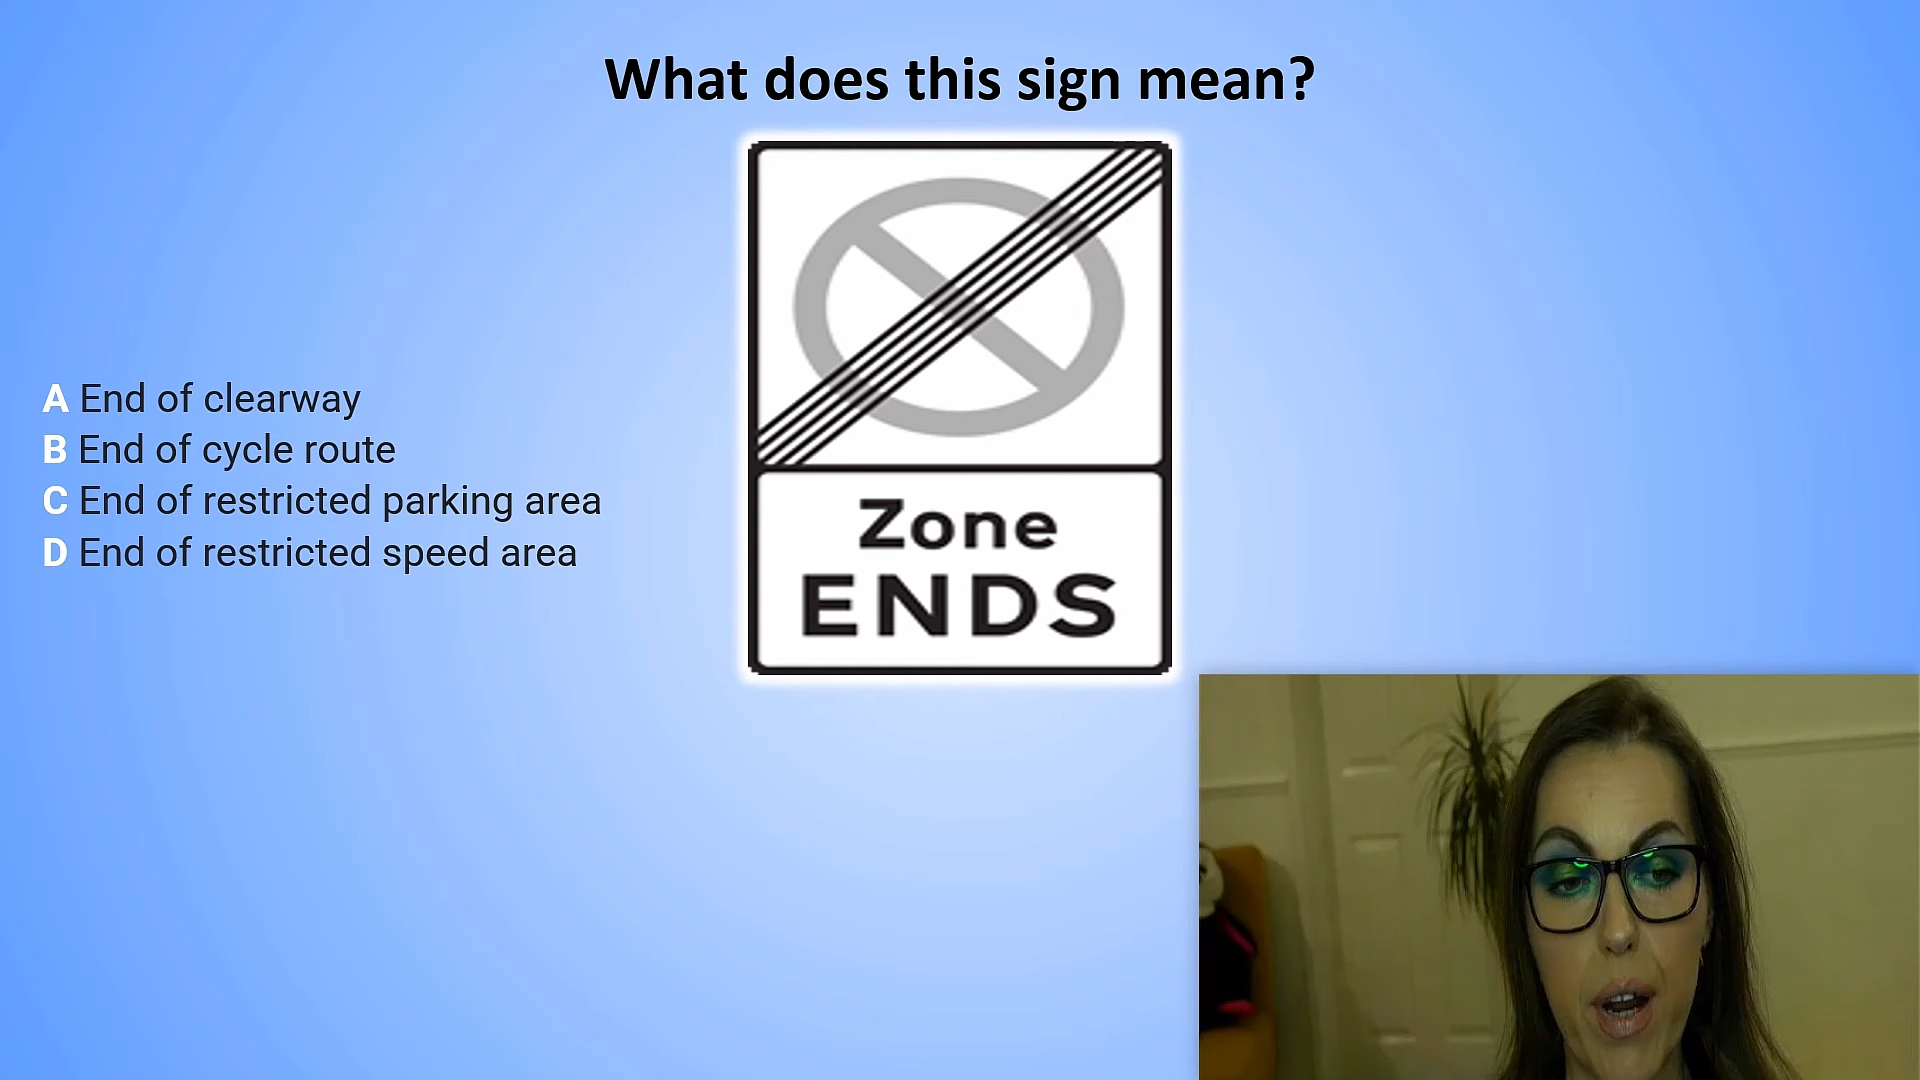 What does this sign mean?
A End of clearway
B End of cycle route
C End of restricted parking area
D End of restricted speed area
Zone
ENDS